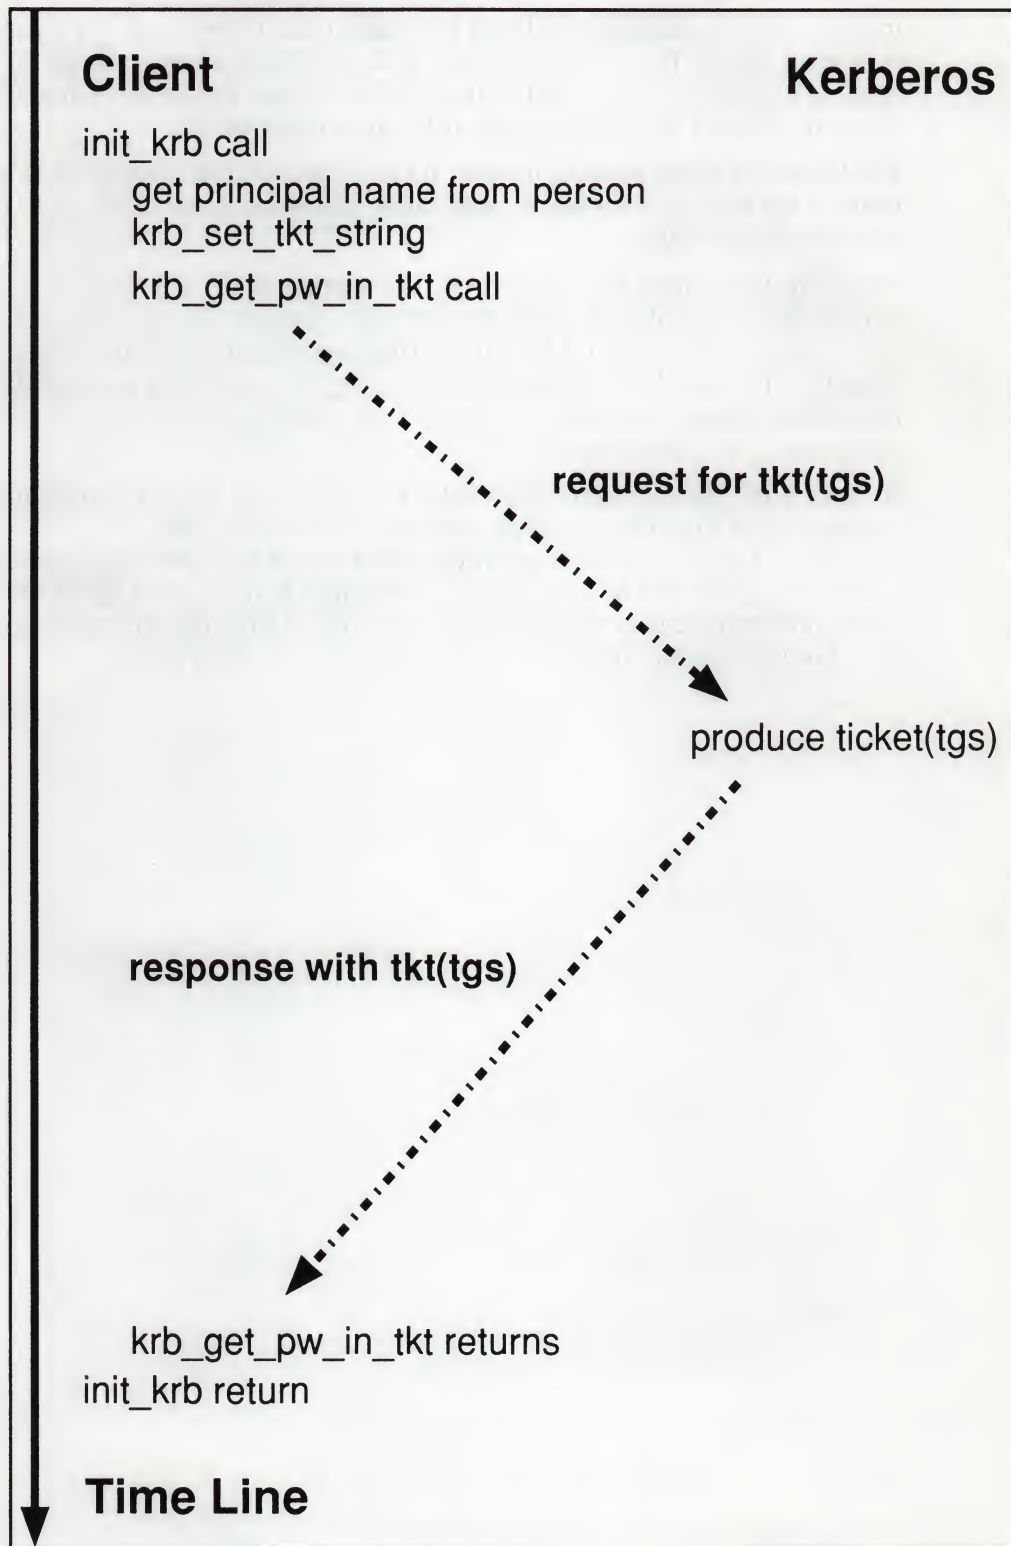 Client
Kerberos
init_krb call
get principal name from person
krb_set_tkt_string
krb_get_pw_in_tkt call
request for tkt(tgs)
produce ticket(tgs)
response with tkt(tgs)
krb_get_pw_in_tkt returns
init_krb return
Time Line